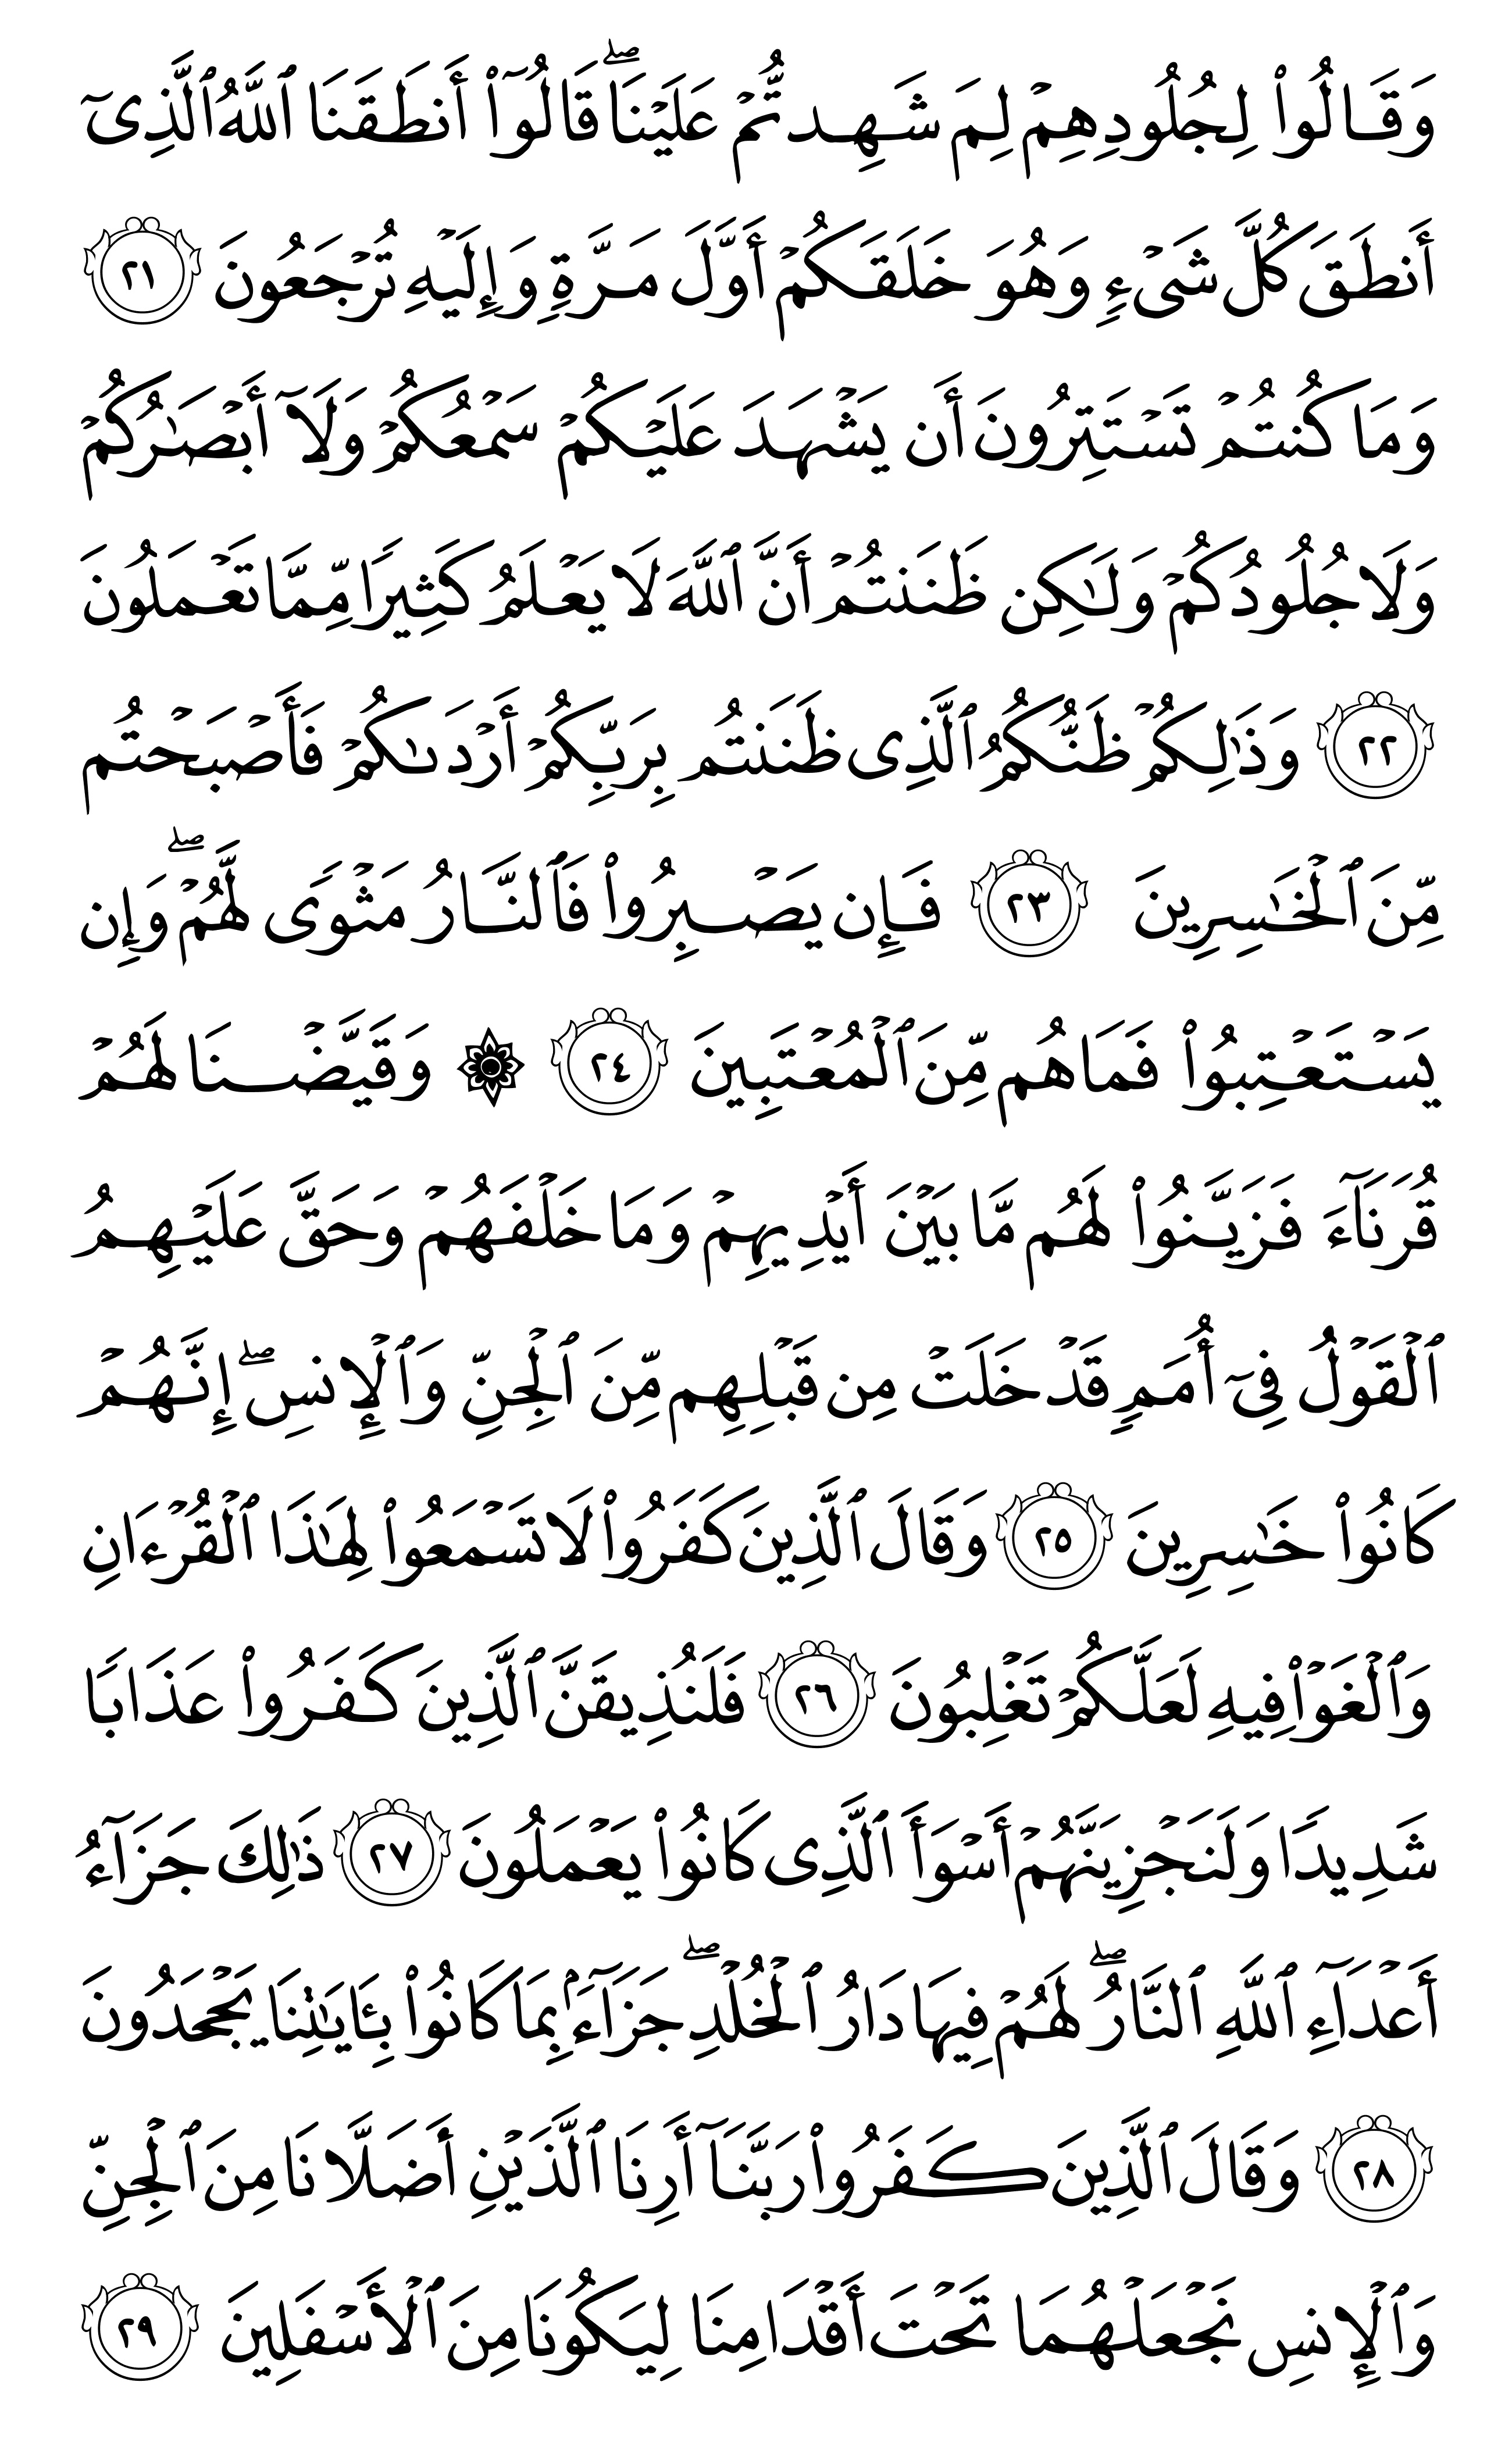 وَقَالُوا۟ لِجُلُودِهِمْ لِمَ شَهِدتُّمْ عَلَيْنَا ۖ قَالُوٓا۟ أَنطَقَنَا ٱللَّهُ ٱلَّذِىٓ
أَنطَقَ كُلَّ شَىْءٍ وَهُوَ خَلَقَكُمْ أَوَّلَ مَرَّةٍ وَإِلَيْهِ تُرْجَعُونَ ٢١
وَمَا كُنتُمْ تَسْتَتِرُونَ أَن يَشْهَدَ عَلَيْكُمْ سَمْعُكُمْ وَلَآ أَبْصَـٰرُكُمْ
وَلَا جُلُودُكُمْ وَلَـٰكِن ظَنَنتُمْ أَنَّ ٱللَّهَ لَا يَعْلَمُ كَثِيرًا مِّمَّا تَعْمَلُونَ
٢٢ وَذَٰلِكُمْ ظَنُّكُمُ ٱلَّذِى ظَنَنتُم بِرَبِّكُمْ أَرْدَىٰكُمْ فَأَصْبَحْتُم
مِّنَ ٱلْخَـٰسِرِينَ ٢٣ فَإِن يَصْبِرُوا۟ فَٱلنَّارُ مَثْوًى لَّهُمْ ۖ وَإِن
يَسْتَعْتِبُوا۟ فَمَا هُم مِّنَ ٱلْمُعْتَبِينَ ٢٤ ۞ وَقَيَّضْنَا لَهُمْ
قُرَنَآءَ فَزَيَّنُوا۟ لَهُم مَّا بَيْنَ أَيْدِيهِمْ وَمَا خَلْفَهُمْ وَحَقَّ عَلَيْهِمُ
ٱلْقَوْلُ فِىٓ أُمَمٍ قَدْ خَلَتْ مِن قَبْلِهِم مِّنَ ٱلْجِنِّ وَٱلْإِنسِ ۖ إِنَّهُمْ
كَانُوا۟ خَـٰسِرِينَ ٢٥ وَقَالَ ٱلَّذِينَ كَفَرُوا۟ لَا تَسْمَعُوا۟ لِهَـٰذَا ٱلْقُرْءَانِ
وَٱلْغَوْا۟ فِيهِ لَعَلَّكُمْ تَغْلِبُونَ ٢٦ فَلَنُذِيقَنَّ ٱلَّذِينَ كَفَرُوا۟ عَذَابًا
شَدِيدًا وَلَنَجْزِيَنَّهُمْ أَسْوَأَ ٱلَّذِى كَانُوا۟ يَعْمَلُونَ ٢٧ ذَٰلِكَ جَزَآءُ
أَعْدَآءِ ٱللَّهِ ٱلنَّارُ ۖ لَهُمْ فِيهَا دَارُ ٱلْخُلْدِ ۖ جَزَآءًۢ بِمَا كَانُوا۟ بِـَٔايَـٰتِنَا يَجْحَدُونَ
٢٨ وَقَالَ ٱلَّذِينَ كَفَرُوا۟ رَبَّنَآ أَرِنَا ٱلَّذَيْنِ أَضَلَّانَا مِنَ ٱلْجِنِّ
وَٱلْإِنسِ نَجْعَلْهُمَا تَحْتَ أَقْدَامِنَا لِيَكُونَا مِنَ ٱلْأَسْفَلِينَ ٢٩